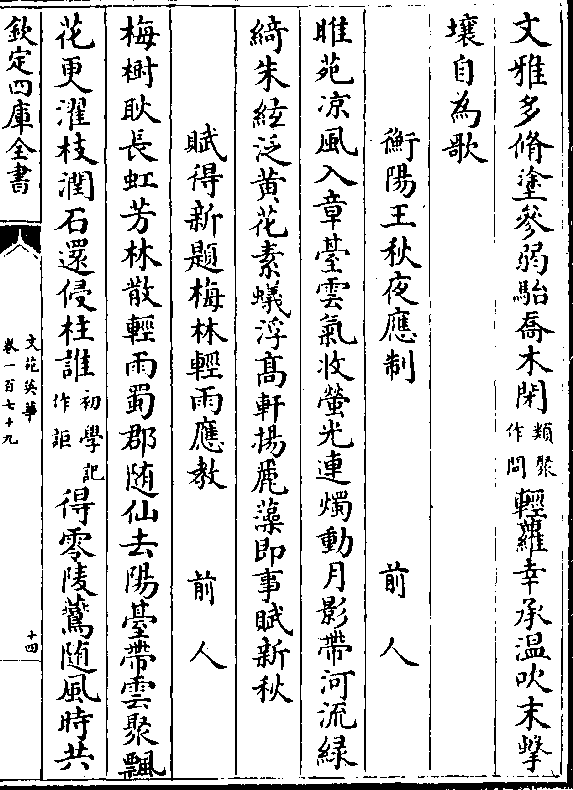 文雅多脩塗參弱駘喬木閑類聚作間輕蘿幸承温吹末擊
壤自為歌
衡陽王秋夜應制　前人
睢苑凉風入章臺雲氣收螢光連燭動月影帶河流緑
綺朱絃泛黄花素蟻浮高軒揚麗藻即事賦新秋
賦得新題梅林輕雨應教　前人
梅樹耿長虹芳林散輕雨蜀郡随仙去陽臺帶雲聚飄
花更濯枝潤石還侵柱誰初學記作詎得零陵鷰随風時共
欽定四庫全書
文苑英華
卷一百七十九
十四